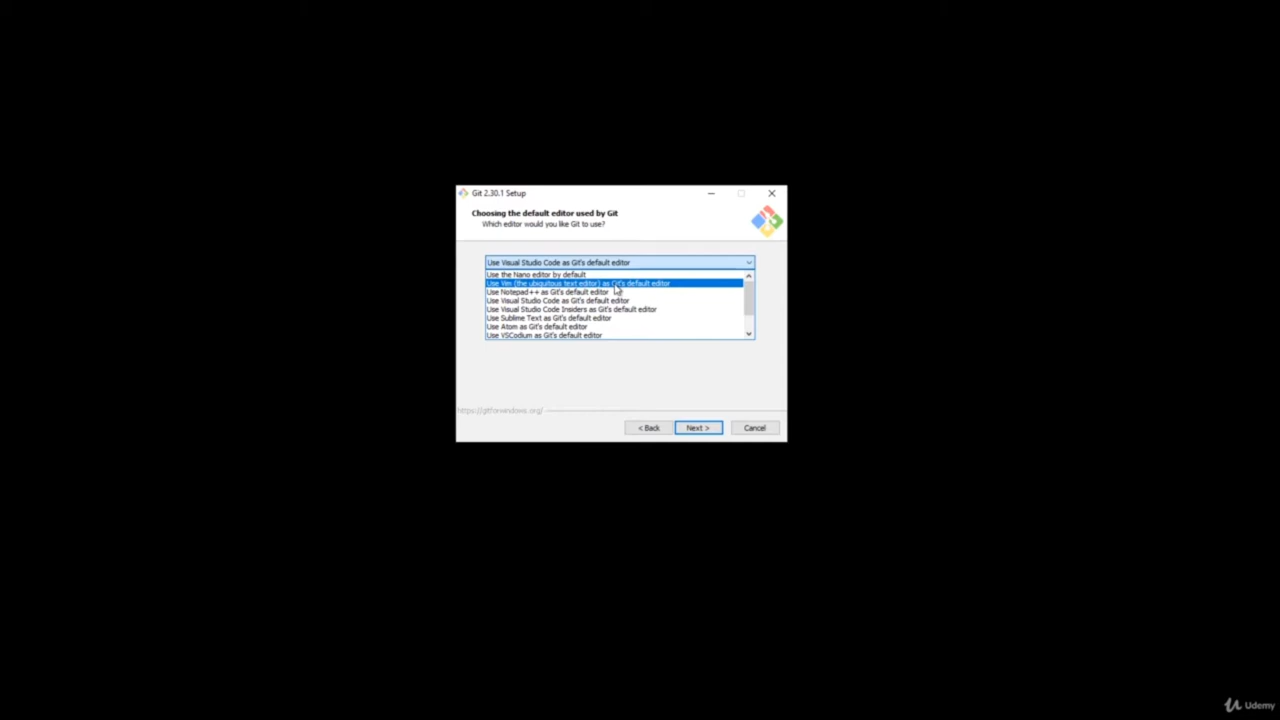 Git 2.30.1 Setup
Choosing the default editor used by Git
Which editor would you like Git to use?
Use Visual Studio Code as Git's default editor
Use the Nano editor by default
Use Vim (the ubiquitous text editor) as Git's default editor
Use Notepad++ as Git's default editor
Use Visual Studio Code as Git's default editor
Use Visual Studio Code Insiders as Git's default editor
Use Sublime Text as Git's default editor
Use Atom as Git's default editor
Use VSCodium as Git's default editor
https://gitforwindows.org/
< Back
Next >
Cancel
Udemy